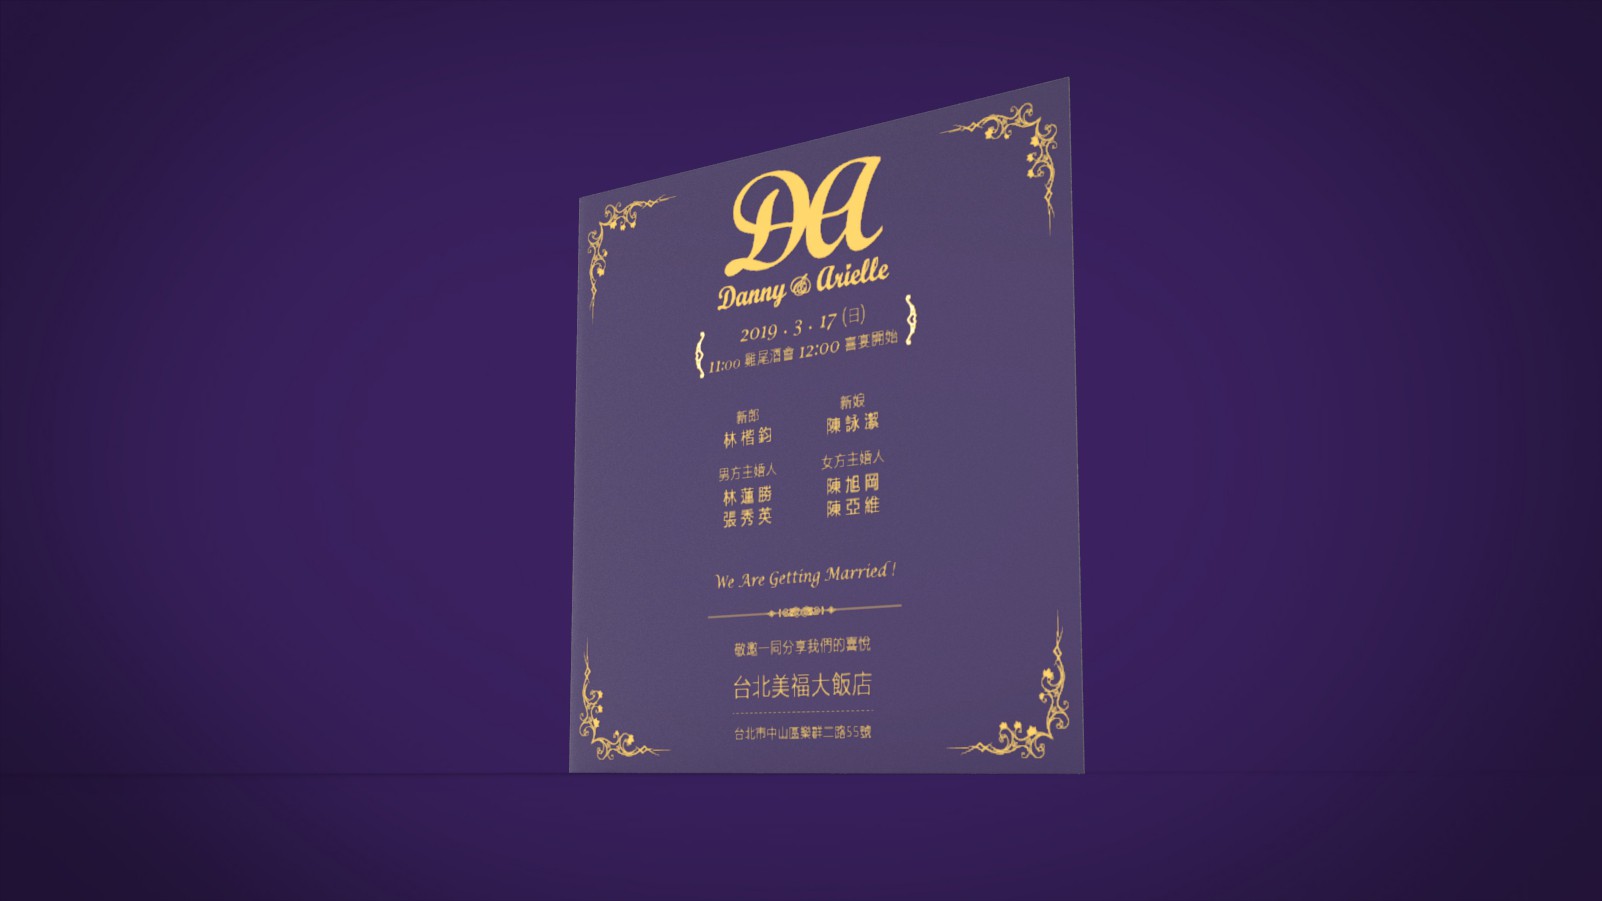 DA
Danny & Arielle
2019 . 3 . 17 (日)
11:00 雞尾酒會 12:00 喜宴開始
新郎 新娘
林楷鈞 陳詠潔
男方主婚人 女方主婚人
林蓮勝 陳旭岡
張秀英 陳亞維
We Are Getting Married !
敬邀一同分享我們的喜悅
台北美福大飯店
台北市中山區樂群二路55號